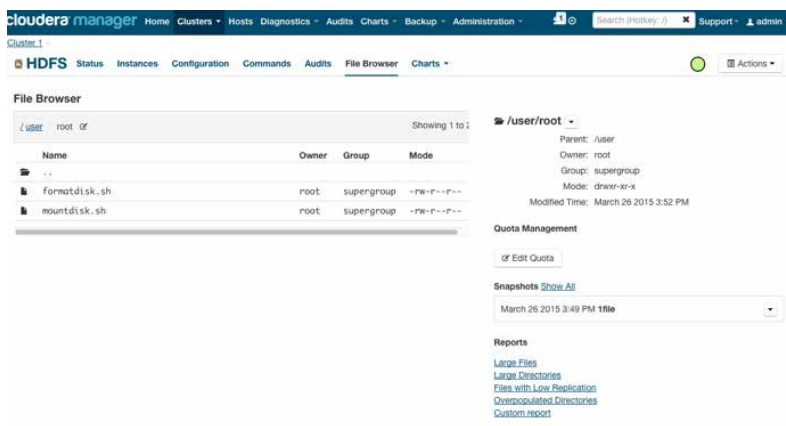 cloudera manager Home Clusters Hosts Diagnostics Audits Charts Backup Administration 1 Search (Hotkey: /) Support admin
Cluster 1
HDFS Status Instances Configuration Commands Audits File Browser Charts Actions
File Browser
/ user / root Showing 1 to 2
Name Owner Group Mode
..
formatdisk.sh root supergroup -rw-r--r--
mountdisk.sh root supergroup -rw-r--r--
/user/root
Parent: /user
Owner: root
Group: supergroup
Mode: drwxr-xr-x
Modified Time: March 26 2015 3:52 PM
Quota Management
Edit Quota
Snapshots Show All
March 26 2015 3:49 PM 1file
Reports
Large Files
Large Directories
Files with Low Replication
Overpopulated Directories
Custom report